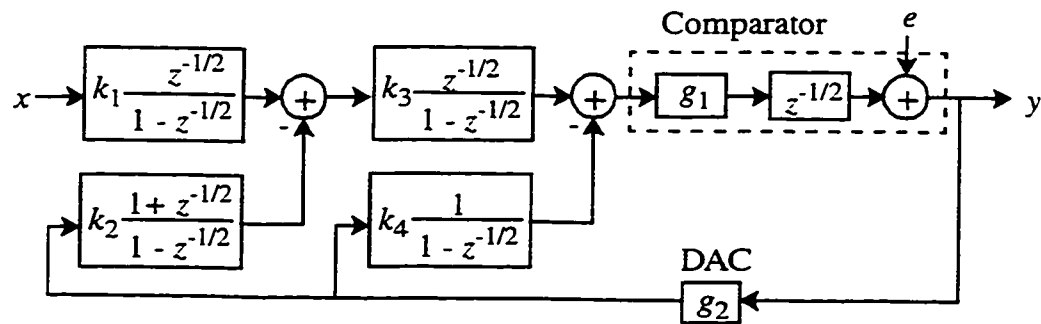 Comparator
e
x
k₁ z⁻¹/² / 1 - z⁻¹/²
+
-
k₃ z⁻¹/² / 1 - z⁻¹/²
+
-
g₁
z⁻¹/²
+
y
k₂ 1 + z⁻¹/² / 1 - z⁻¹/²
k₄ 1 / 1 - z⁻¹/²
DAC
g₂